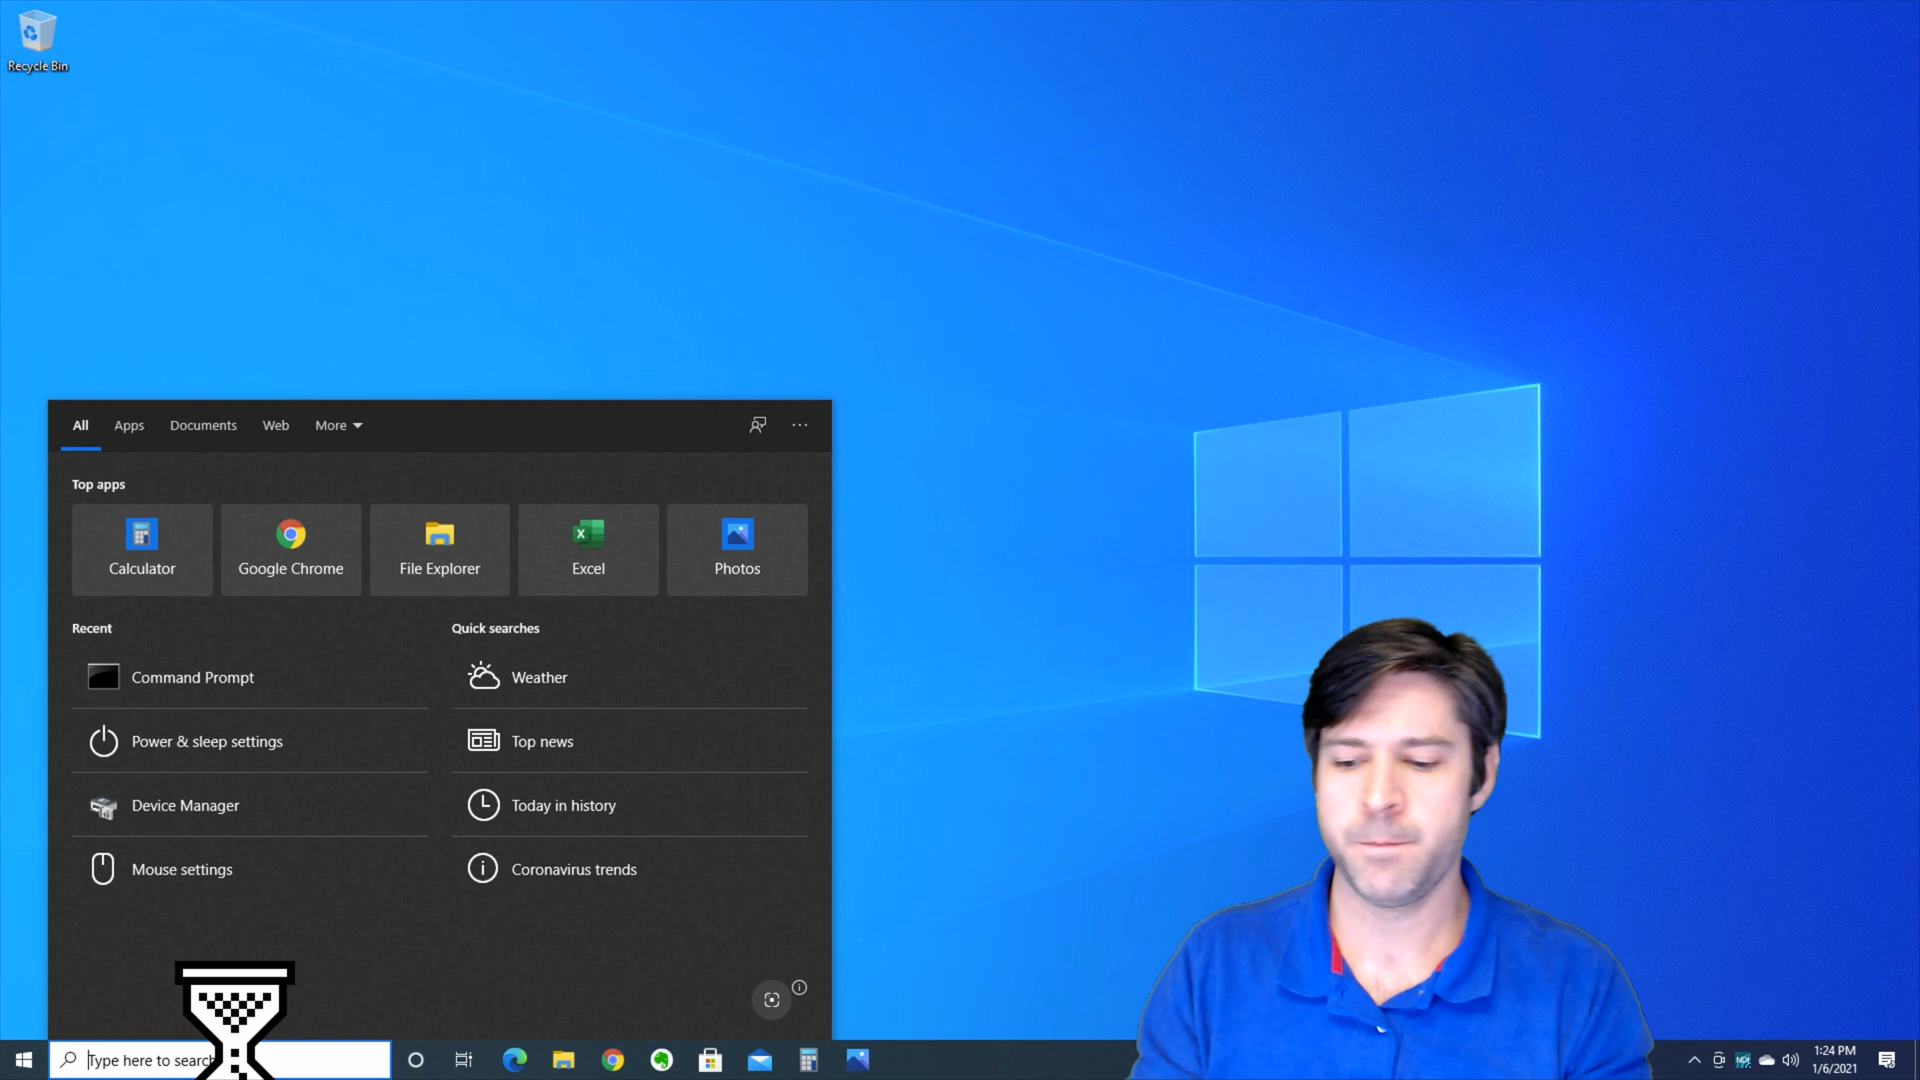 Recycle Bin
All Apps Documents Web More
Top apps
Calculator Google Chrome File Explorer Excel Photos
Recent Quick searches
Command Prompt Weather
Power & sleep settings Top news
Device Manager Today in history
Mouse settings Coronavirus trends
Type here to search
1:24 PM
1/6/2021